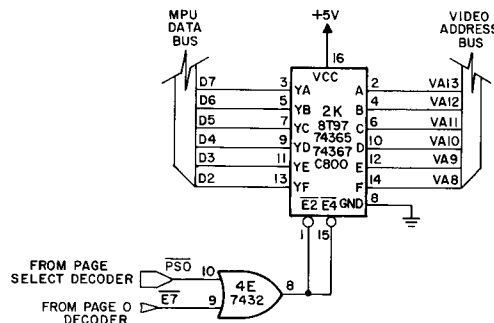 MPU
DATA
BUS
+5V
VIDEO
ADDRESS
BUS
16
VCC
D7 3 YA A 2 VA13
D6 5 YB B 4 VA12
D5 7 YC C 6 VA11
D4 9 YD D 10 VA10
D3 11 YE E 12 VA9
D2 13 YF F 14 VA8
2K
8T97
74365
74367
C800
E2 E4 GND 8
1 15
FROM PAGE
SELECT DECODER
PS0 10
4E
7432
8
FROM PAGE 0
DECODER
E7 9